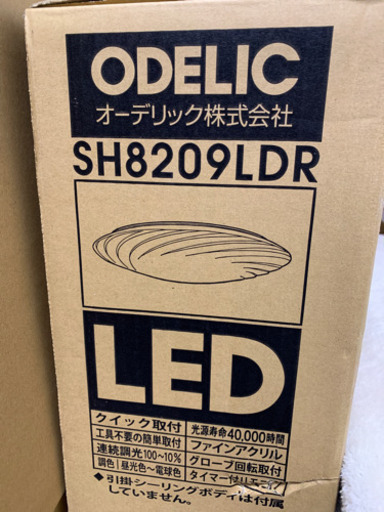 ODELIC
オーデリック株式会社
SH8209LDR
LED
クイック取付
光源寿命40,000時間
工具不要の簡単取付
ファインアクリル
連続調光100~10%
グローブ回転取付
調色 昼光色~電球色
タイマー付リモコン
◆引掛シーリングボディは付属
していません。